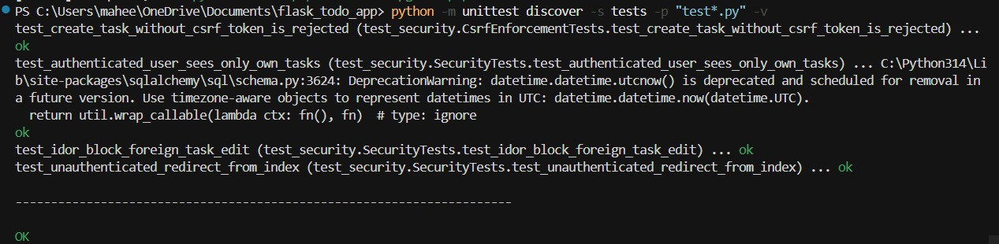 PS C:\Users\mahee\OneDrive\Documents\flask_todo_app> python -m unittest discover -s tests -p "test*.py" -v
test_create_task_without_csrf_token_is_rejected (test_security.CsrfEnforcementTests.test_create_task_without_csrf_token_is_rejected) ...
ok
test_authenticated_user_sees_only_own_tasks (test_security.SecurityTests.test_authenticated_user_sees_only_own_tasks) ... C:\Python314\Li
b\site-packages\sqlalchemy\sql\schema.py:3624: DeprecationWarning: datetime.datetime.utcnow() is deprecated and scheduled for removal in
a future version. Use timezone-aware objects to represent datetimes in UTC: datetime.datetime.now(datetime.UTC).
  return util.wrap_callable(lambda ctx: fn(), fn)  # type: ignore
ok
test_idor_block_foreign_task_edit (test_security.SecurityTests.test_idor_block_foreign_task_edit) ... ok
test_unauthenticated_redirect_from_index (test_security.SecurityTests.test_unauthenticated_redirect_from_index) ... ok
----------------------------------------------------------------------
OK